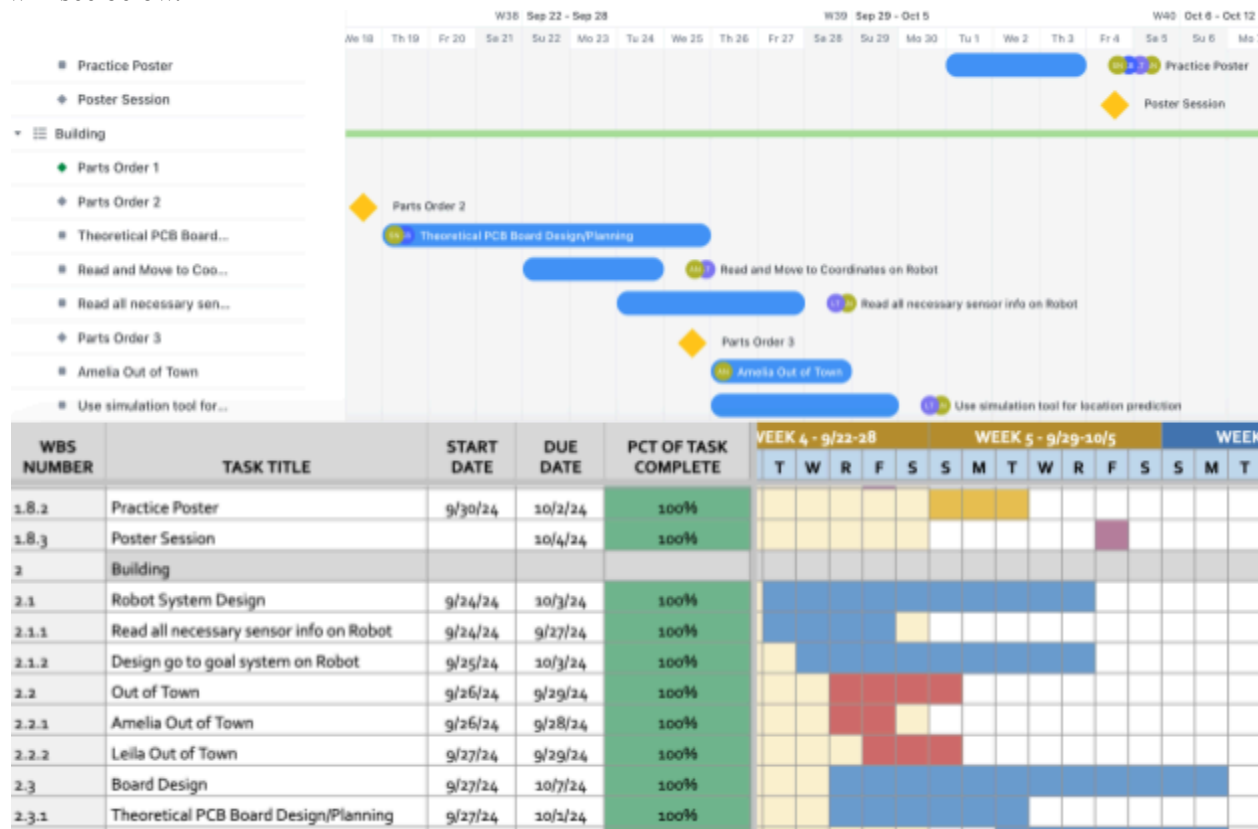 W38 Sep 22 - Sep 28 W39 Sep 29 - Oct 5 W40 Oct 6 - Oct 12
We 18 Th 19 Fr 20 Sa 21 Su 22 Mo 23 Tu 24 We 25 Th 26 Fr 27 Sa 28 Su 29 Mo 30 Tu 1 We 2 Th 3 Fr 4 Sa 5 Su 6 Mo
Practice Poster Practice Poster
Poster Session Poster Session
Building
Parts Order 1
Parts Order 2 Parts Order 2
Theoretical PCB Board... Theoretical PCB Board Design/Planning
Read and Move to Coo... Read and Move to Coordinates on Robot
Read all necessary sen... LT Read all necessary sensor info on Robot
Parts Order 3 Parts Order 3
Amelia Out of Town AN Amelia Out of Town
Use simulation tool for... LT Use simulation tool for location prediction
WBS NUMBER TASK TITLE START DATE DUE DATE PCT OF TASK COMPLETE WEEK 4 - 9/22-28 WEEK 5 - 9/29-10/5 WEEK
T W R F S S M T W R F S S M T
1.8.2 Practice Poster 9/30/24 10/2/24 100%
1.8.3 Poster Session 10/4/24 100%
2 Building
2.1 Robot System Design 9/24/24 10/3/24 100%
2.1.1 Read all necessary sensor info on Robot 9/24/24 9/27/24 100%
2.1.2 Design go to goal system on Robot 9/25/24 10/3/24 100%
2.2 Out of Town 9/26/24 9/29/24 100%
2.2.1 Amelia Out of Town 9/26/24 9/28/24 100%
2.2.2 Leila Out of Town 9/27/24 9/29/24 100%
2.3 Board Design 9/27/24 10/7/24 100%
2.3.1 Theoretical PCB Board Design/Planning 9/27/24 10/1/24 100%